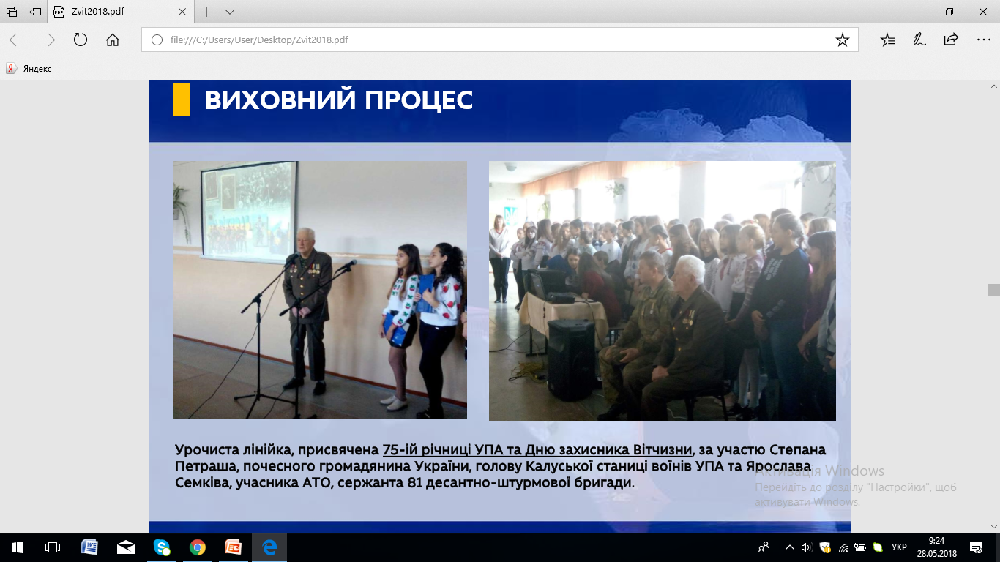 Zvit2018.pdf
file:///C:/Users/User/Desktop/Zvit2018.pdf
Яндекс
ВИХОВНИЙ ПРОЦЕС
Урочиста лінійка, присвячена 75-ій річниці УПА та Дню захисника Вітчизни, за участю Степана
Петраша, почесного громадянина України, голову Калуської станиці воїнів УПА та Ярослава
Семківа, учасника АТО, сержанта 81 десантно-штурмової бригади.
Активація Windows
Перейдіть до розділу "Настройки", щоб
активувати Windows.
УКР
9:24
28.05.2018